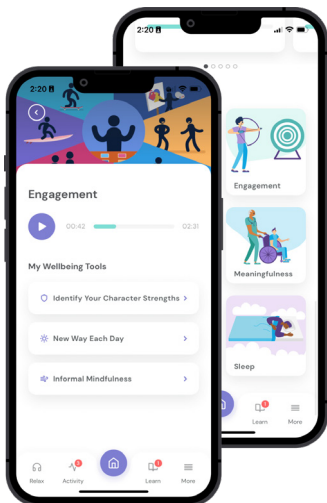 2:20
Engagement
00:42
02:31
My Wellbeing Tools
Identify Your Character Strengths
New Way Each Day
Informal Mindfulness
Relax
Activity
Learn
More
2:20
Engagement
Meaningfulness
Sleep
Learn
More